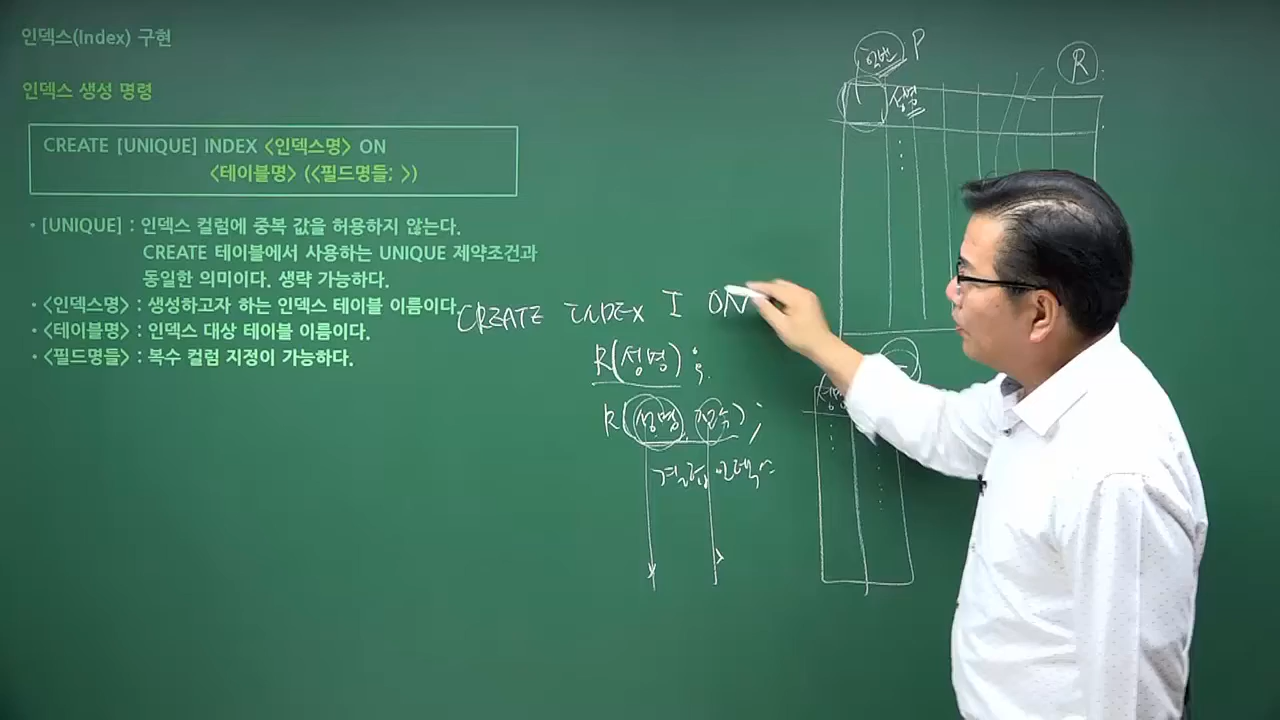 인덱스(Index) 구현
인덱스 생성 명령
CREATE [UNIQUE] INDEX <인덱스명> ON
<테이블명> (<필드명들; >)
• [UNIQUE] : 인덱스 컬럼에 중복 값을 허용하지 않는다.
CREATE 테이블에서 사용하는 UNIQUE 제약조건과
동일한 의미이다. 생략 가능하다.
• <인덱스명> : 생성하고자 하는 인덱스 테이블 이름이다.
• <테이블명> : 인덱스 대상 테이블 이름이다.
• <필드명들> : 복수 컬럼 지정이 가능하다.
CREATE INDEX I ON
R(성명) ;
R(성명, 점수) ;
결합 인덱스
학번 P
R
성명